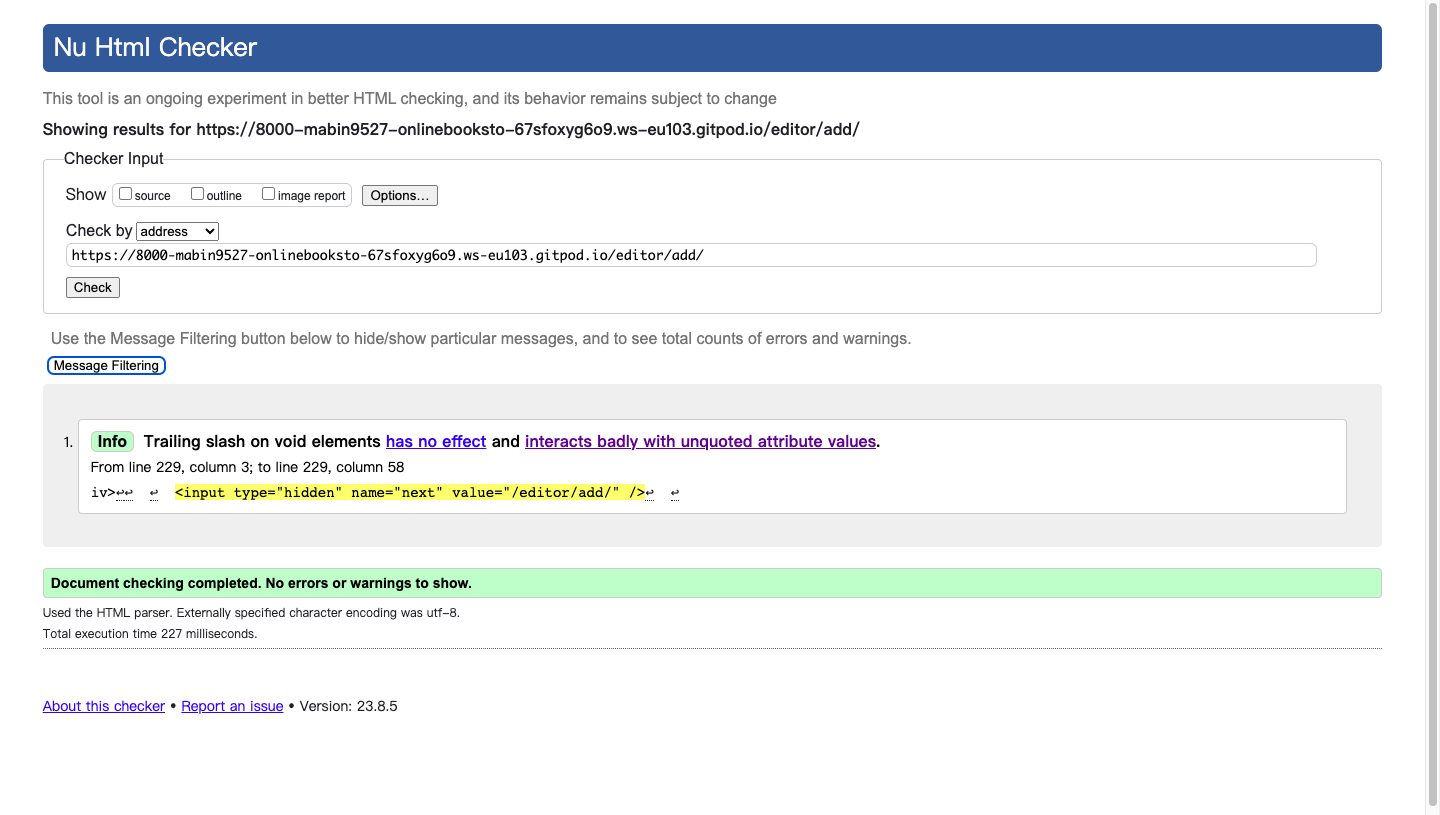 Nu Html Checker
This tool is an ongoing experiment in better HTML checking, and its behavior remains subject to change
Showing results for https://8000-mabin9527-onlinebooksto-67sfoxyg6o9.ws-eu103.gitpod.io/editor/add/
Checker Input
Show source outline image report Options...
Check by address
https://8000-mabin9527-onlinebooksto-67sfoxyg6o9.ws-eu103.gitpod.io/editor/add/
Check
Use the Message Filtering button below to hide/show particular messages, and to see total counts of errors and warnings.
Message Filtering
1. Info Trailing slash on void elements has no effect and interacts badly with unquoted attribute values.
From line 229, column 3; to line 229, column 58
iv>↩↩ ↩ <input type="hidden" name="next" value="/editor/add/" />↩ ↩
Document checking completed. No errors or warnings to show.
Used the HTML parser. Externally specified character encoding was utf-8.
Total execution time 227 milliseconds.
About this checker • Report an issue • Version: 23.8.5